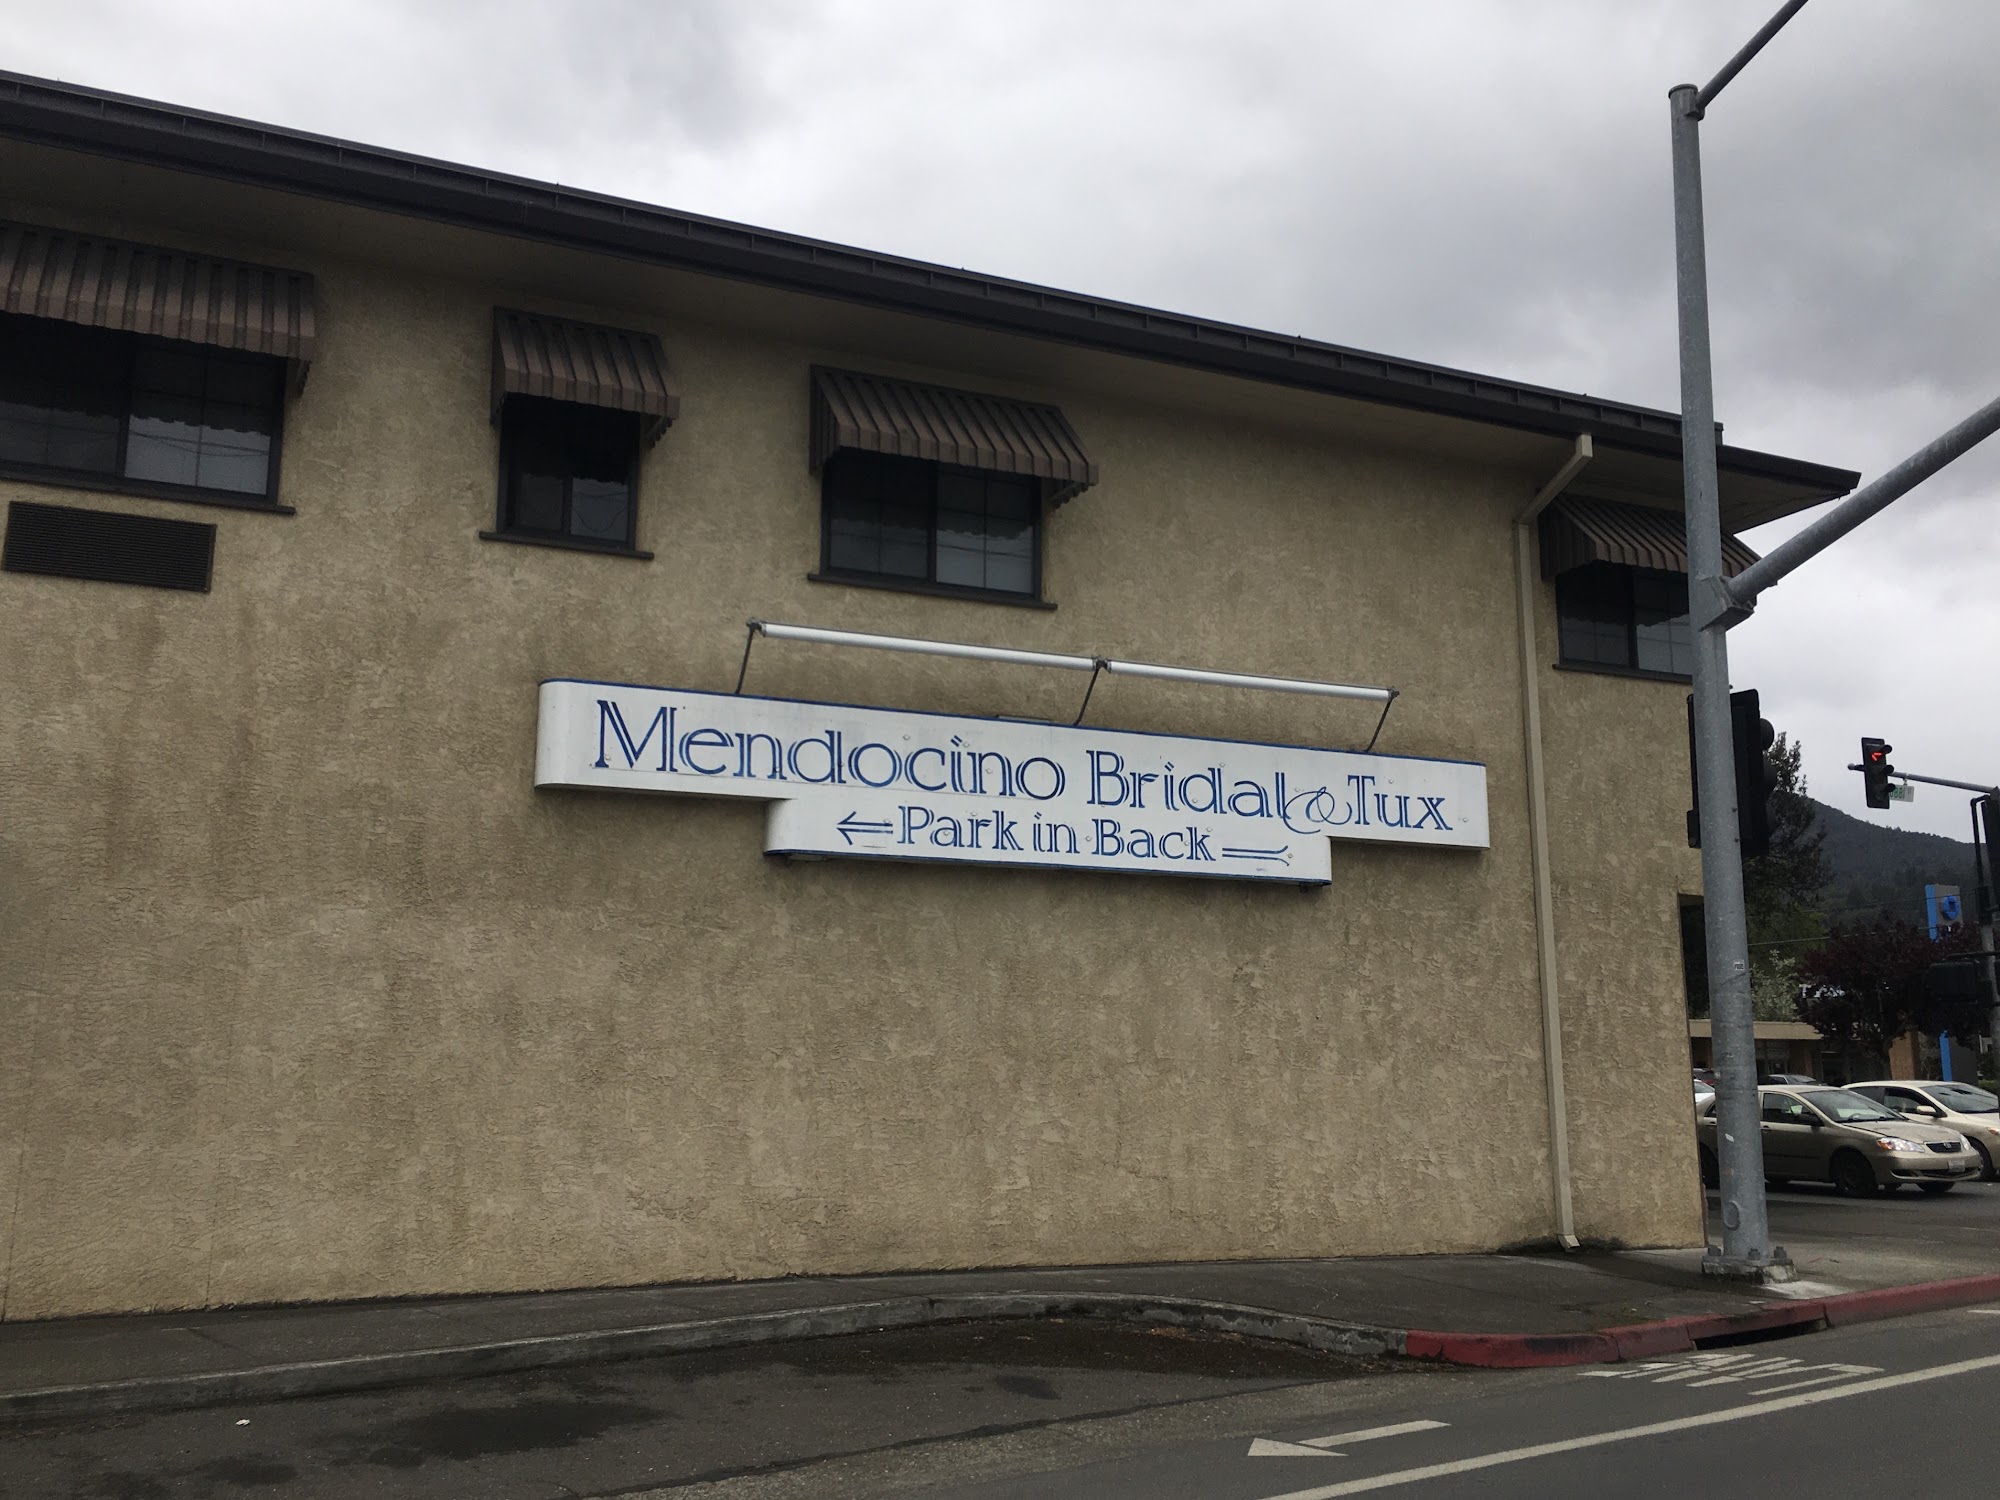 Mendocino Bridal & Tux
← Park in Back